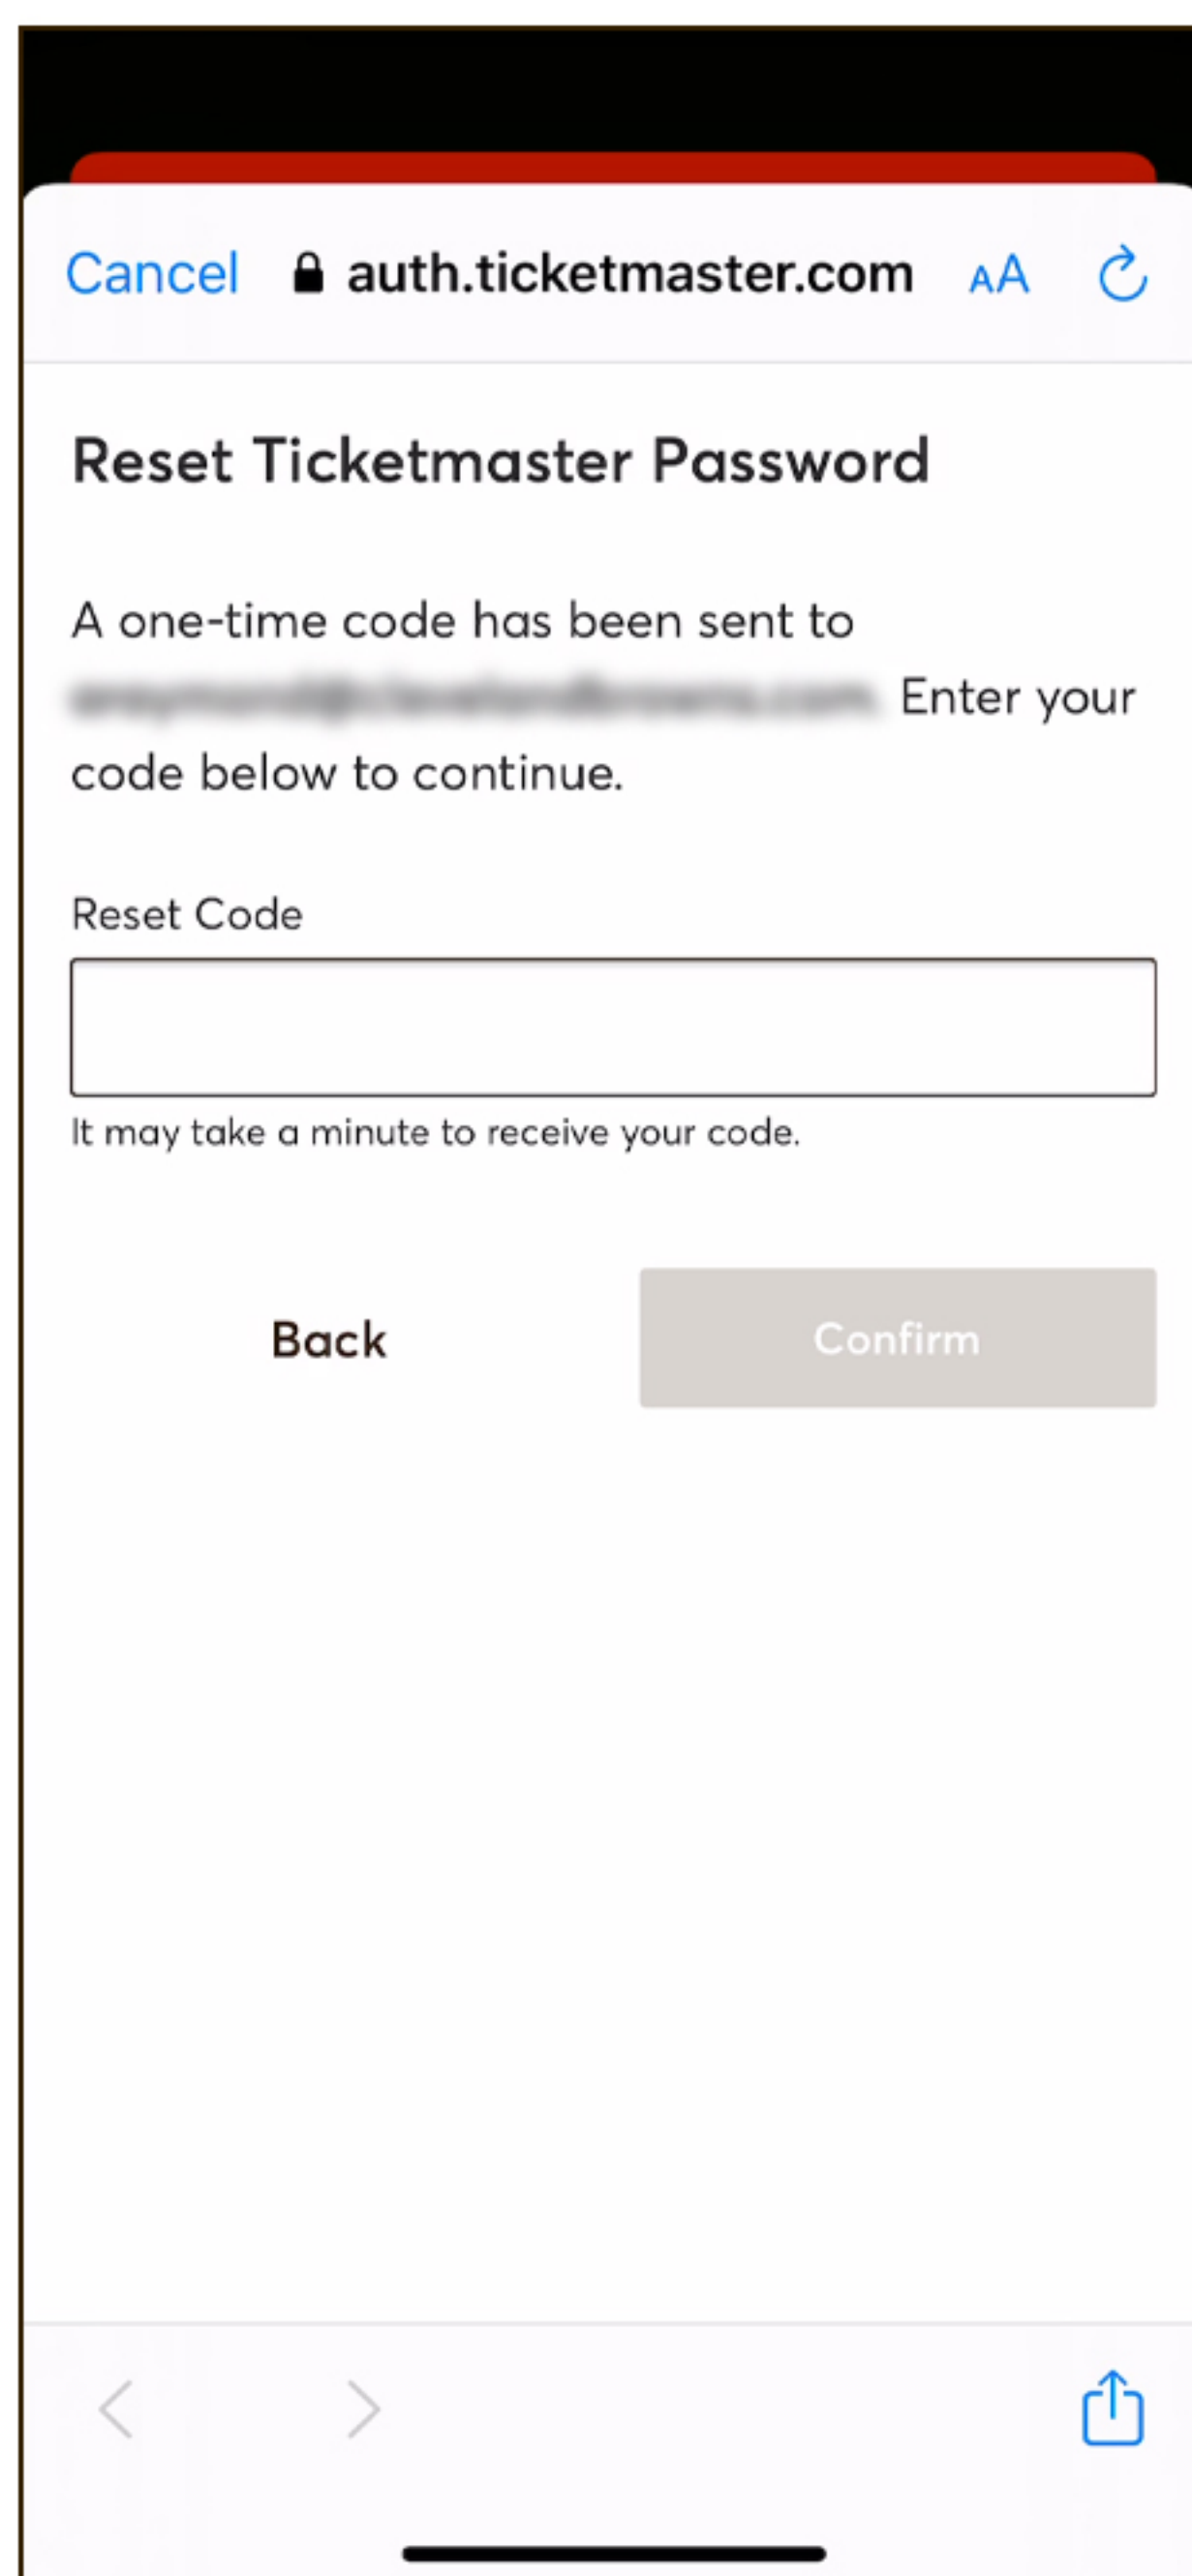 Cancel auth.ticketmaster.com AA
Reset Ticketmaster Password
A one-time code has been sent to
Enter your
code below to continue.
Reset Code
It may take a minute to receive your code.
Back Confirm